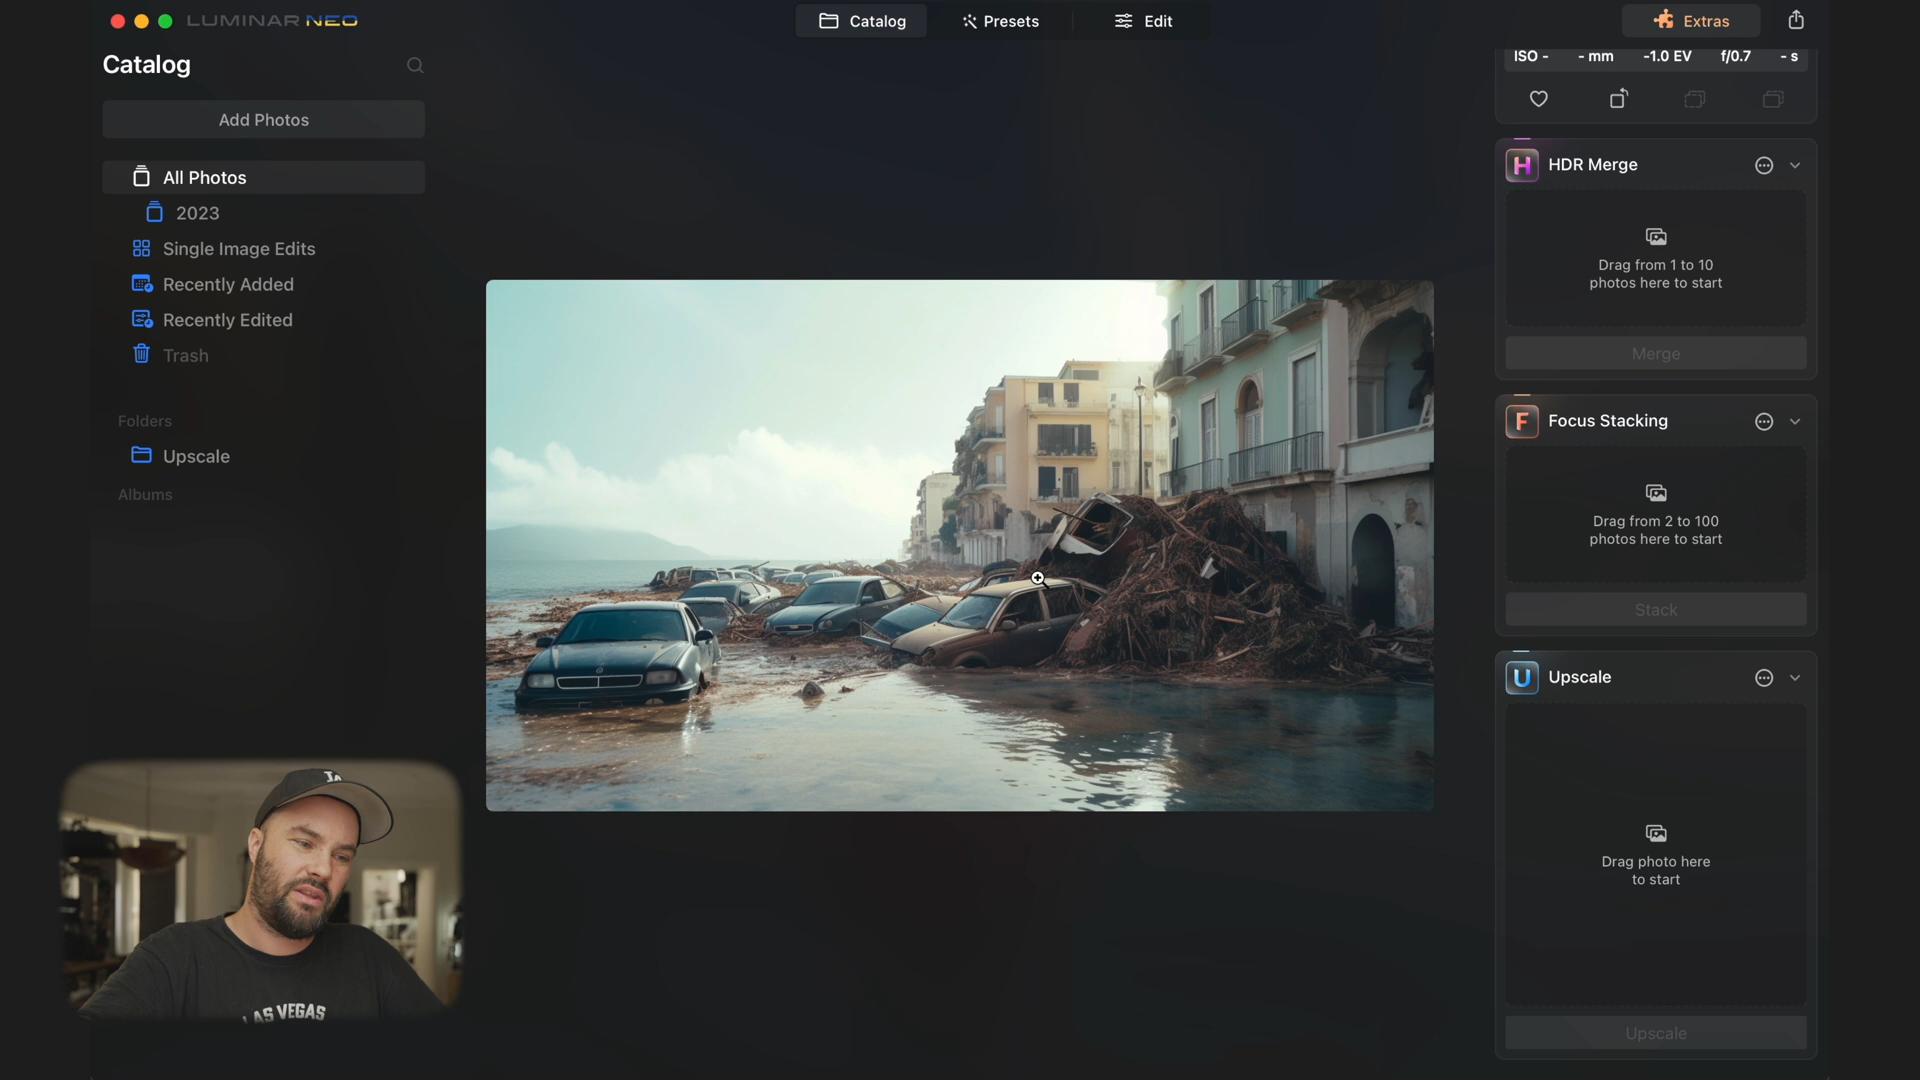 LUMINAR NEO
Catalog
Presets
Edit
Extras
Catalog
Add Photos
All Photos
2023
Single Image Edits
Recently Added
Recently Edited
Trash
Folders
Upscale
Albums
ISO -
- mm
-1.0 EV
f/0.7
- s
H
HDR Merge
Drag from 1 to 10
photos here to start
Merge
F
Focus Stacking
Drag from 2 to 100
photos here to start
Stack
U
Upscale
Drag photo here
to start
Upscale
LAS VEGAS